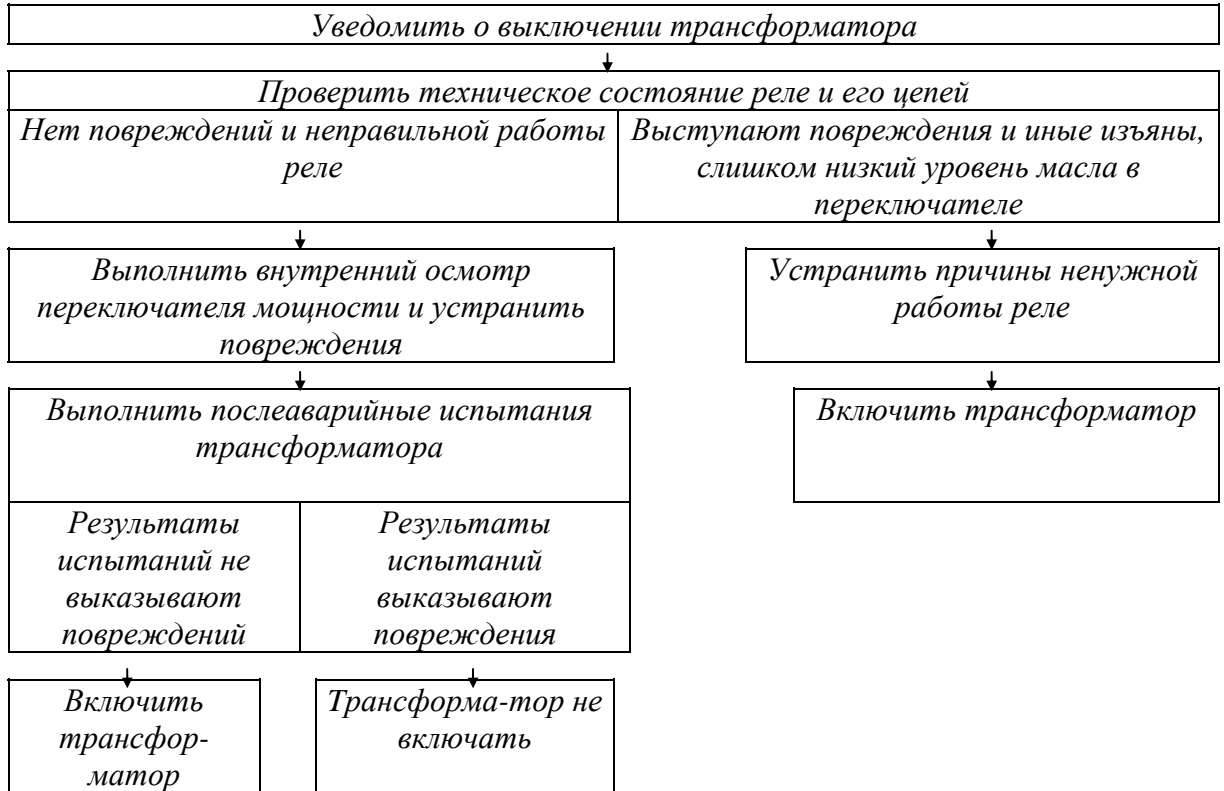 Уведомить о выключении трансформатора
Проверить техническое состояние реле и его цепей
Нет повреждений и неправильной работы
реле
Выступают повреждения и иные изъяны,
слишком низкий уровень масла в
переключателе
Выполнить внутренний осмотр
переключателя мощности и устранить
повреждения
Устранить причины ненужной
работы реле
Выполнить послеаварийные испытания
трансформатора
Включить трансформатор
Результаты
испытаний не
выказывают
повреждений
Результаты
испытаний
выказывают
повреждения
Включить
трансфор-
матор
Трансформа-тор не
включать